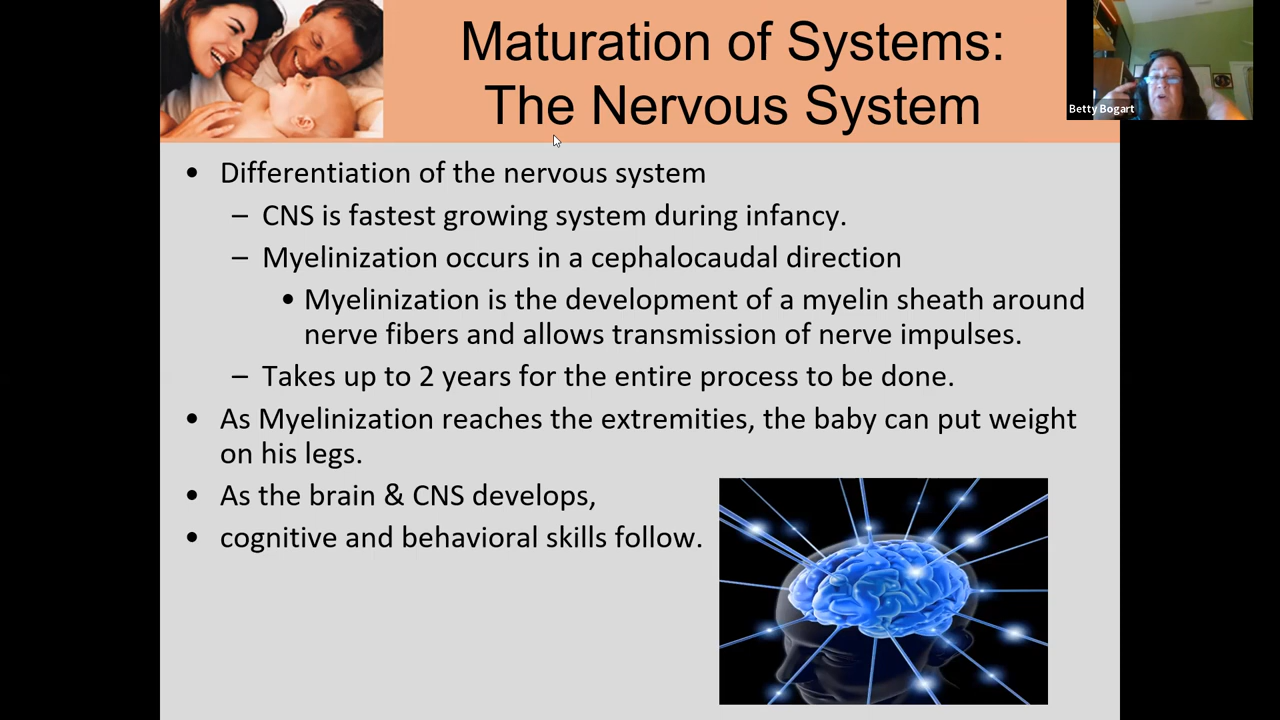 Maturation of Systems:
The Nervous System
Betty Bogart
• Differentiation of the nervous system
– CNS is fastest growing system during infancy.
– Myelinization occurs in a cephalocaudal direction
• Myelinization is the development of a myelin sheath around
nerve fibers and allows transmission of nerve impulses.
– Takes up to 2 years for the entire process to be done.
• As Myelinization reaches the extremities, the baby can put weight
on his legs.
• As the brain & CNS develops,
• cognitive and behavioral skills follow.